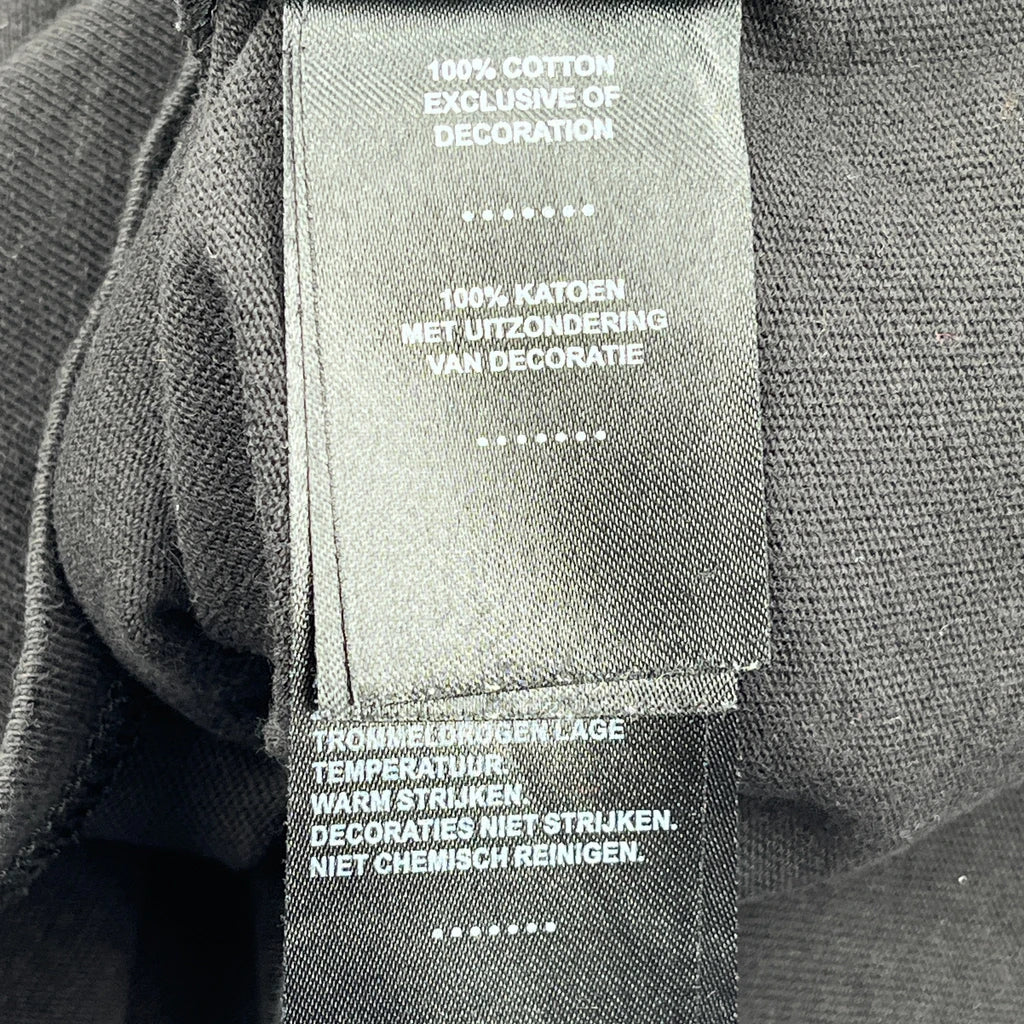 100% COTTON
EXCLUSIVE OF
DECORATION
100% KATOEN
MET UITZONDERING
VAN DECORATIE
TROMMELDROGEN LAGE
TEMPERATUUR.
WARM STRIJKEN.
DECORATIES NIET STRIJKEN.
NIET CHEMISCH REINIGEN.